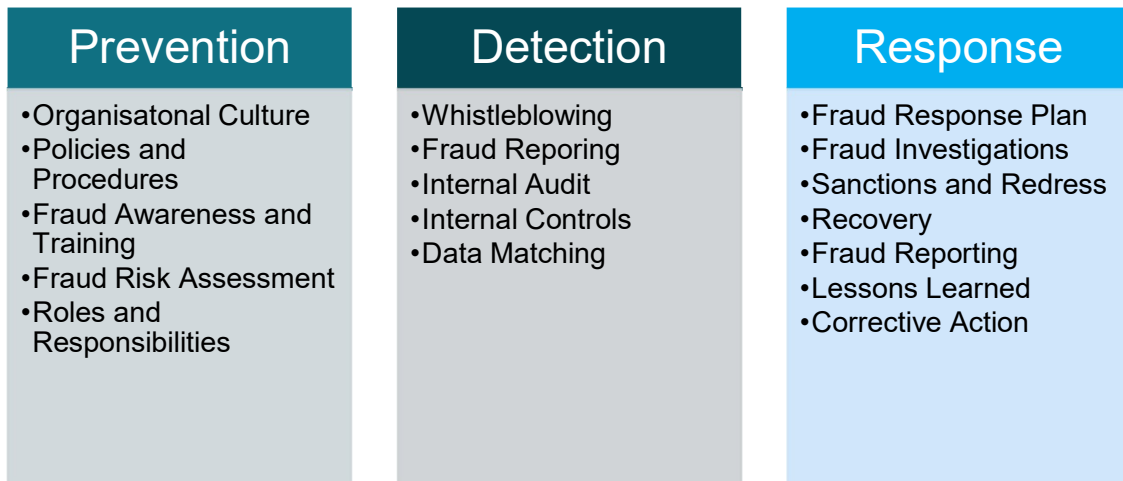 Prevention
•Organisatonal Culture
•Policies and
Procedures
•Fraud Awareness and
Training
•Fraud Risk Assessment
•Roles and
Responsibilities
Detection
•Whistleblowing
•Fraud Reporing
•Internal Audit
•Internal Controls
•Data Matching
Response
•Fraud Response Plan
•Fraud Investigations
•Sanctions and Redress
•Recovery
•Fraud Reporting
•Lessons Learned
•Corrective Action